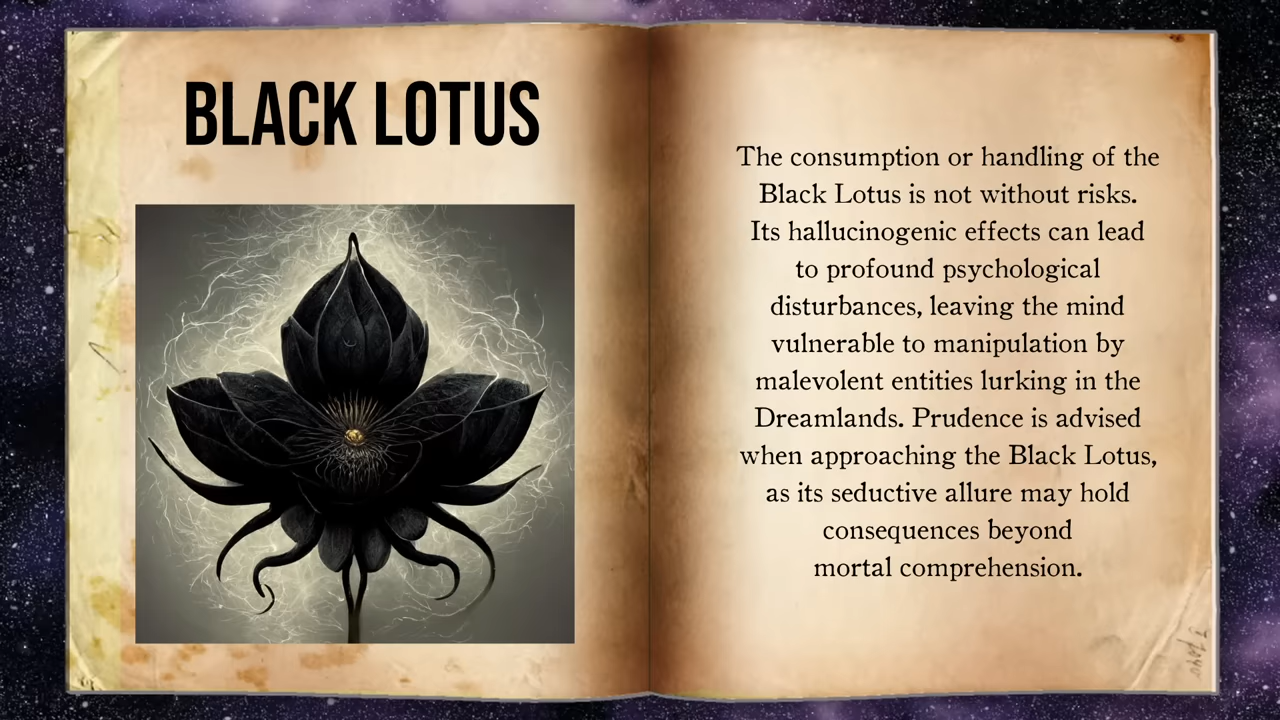 BLACK LOTUS
The consumption or handling of the
Black Lotus is not without risks.
Its hallucinogenic effects can lead
to profound psychological
disturbances, leaving the mind
vulnerable to manipulation by
malevolent entities lurking in the
Dreamlands. Prudence is advised
when approaching the Black Lotus,
as its seductive allure may hold
consequences beyond
mortal comprehension.